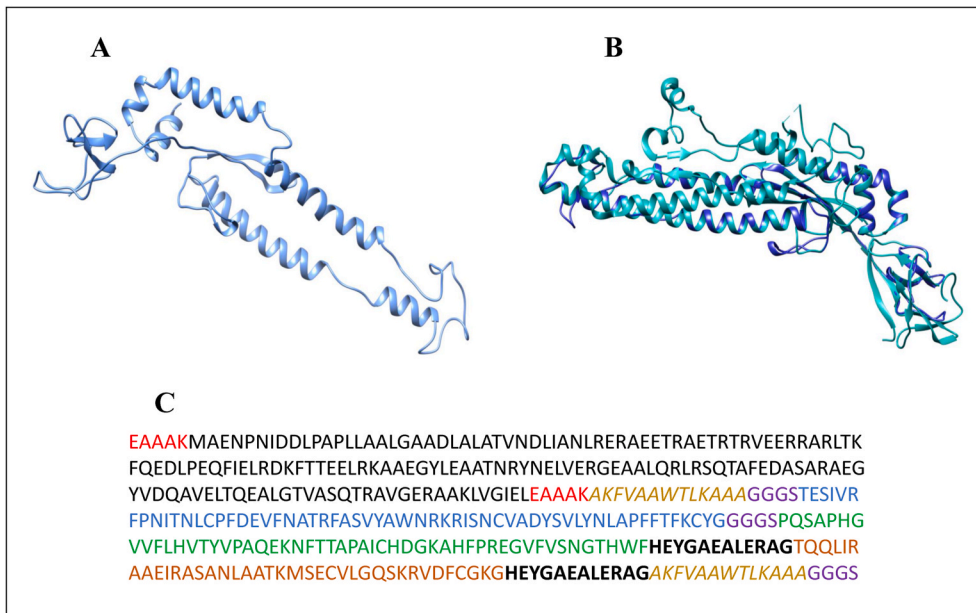 A
B
C
EAAAKMAENPNIDDLPAPLLAALGAADLALATVNDLIANLRERAEETRAETRTRVEERRARLTK
FQEDLPEQFIELRDKFTTEELRKAAEGYLEAATNRYNELVERGEAALQRLRSQTAFEDASARAEG
YVDQAVELTQEALGTVASQTRAVGERAAKLVGIELEAAAKAKFVAAWTLKAAAGGGSTESIVR
FPNITNLCPFDEVFNATRFASVYAWNRKRISNCVADYSVLYNLAPFFTFKCYGGGGSPQSAPHG
VVFLHVTYVPAQEKNFTTAPAICHDGKAHFPREGVFVSNGTHWFHEYGAEALERAGTQQLIR
AAEIRASANLAATKMSECVLGQSKRVDFCGKGHEYGAEALERAGAKFVAAWTLKAAAGGGS